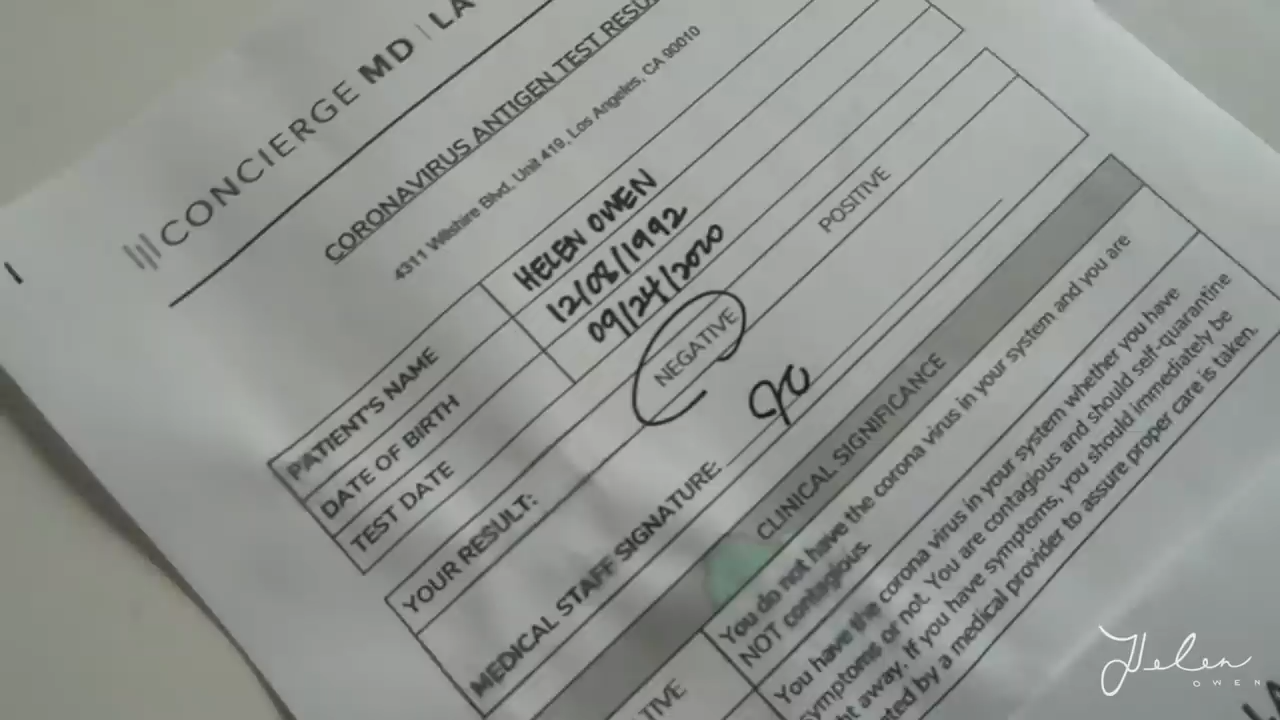 CONCIERGE MD | LA
CORONAVIRUS ANTIGEN TEST RESU
4311 Wilshire Blvd, Unit 419, Los Angeles, CA 90010
PATIENT'S NAME HELEN OWEN
DATE OF BIRTH 12/08/1992
TEST DATE 09/24/2020
YOUR RESULT: NEGATIVE POSITIVE
MEDICAL STAFF SIGNATURE:
CLINICAL SIGNIFICANCE
You do not have the corona virus in your system and you are
NOT contagious.
You have the corona virus in your system whether you have
symptoms or not. You are contagious and should self-quarantine
ht away. If you have symptoms, you should immediately be
ted by a medical provider to assure proper care is taken.
TIVE
Helen
OWEN